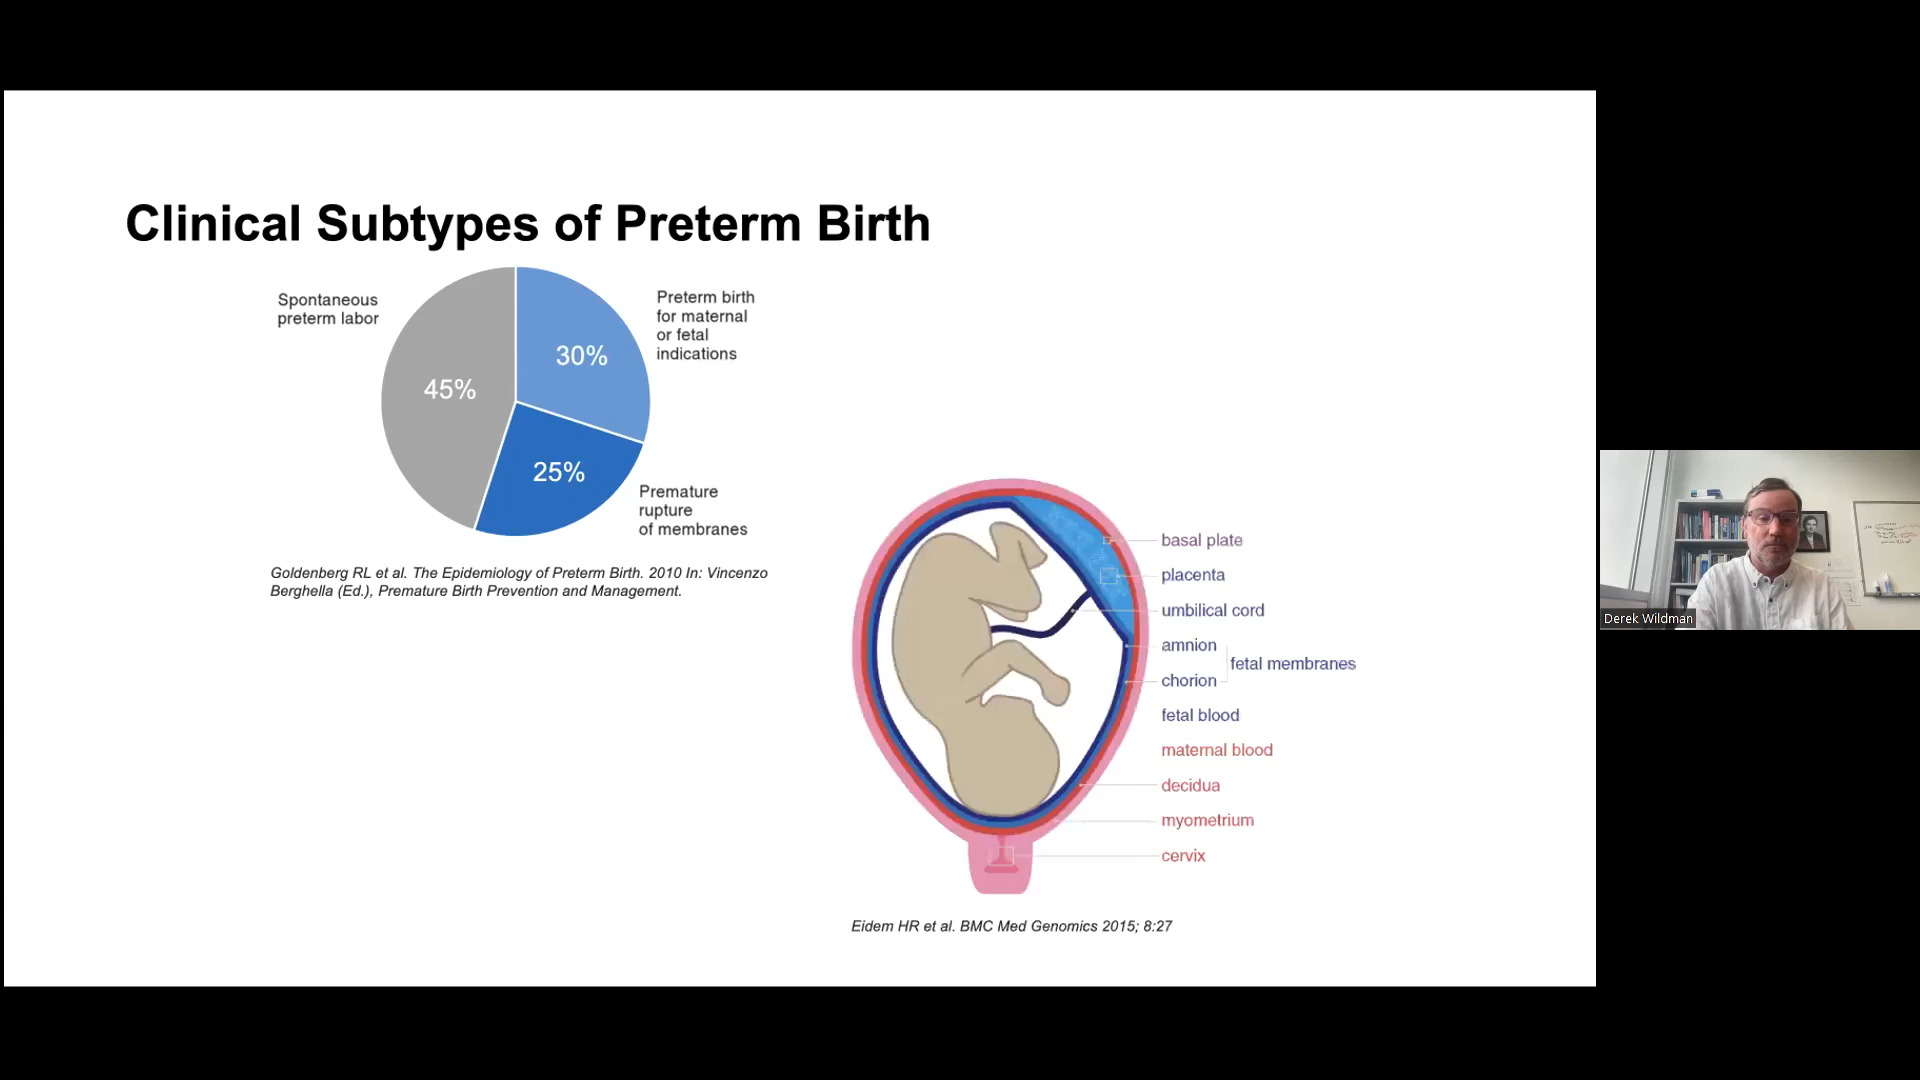 Clinical Subtypes of Preterm Birth
Spontaneous
preterm labor
45%
30%
Preterm birth
for maternal
or fetal
indications
25%
Premature
rupture
of membranes
Goldenberg RL et al. The Epidemiology of Preterm Birth. 2010 In: Vincenzo
Berghella (Ed.), Premature Birth Prevention and Management.
basal plate
placenta
umbilical cord
amnion
fetal membranes
chorion
fetal blood
maternal blood
decidua
myometrium
cervix
Eidem HR et al. BMC Med Genomics 2015; 8:27
Derek Wildman